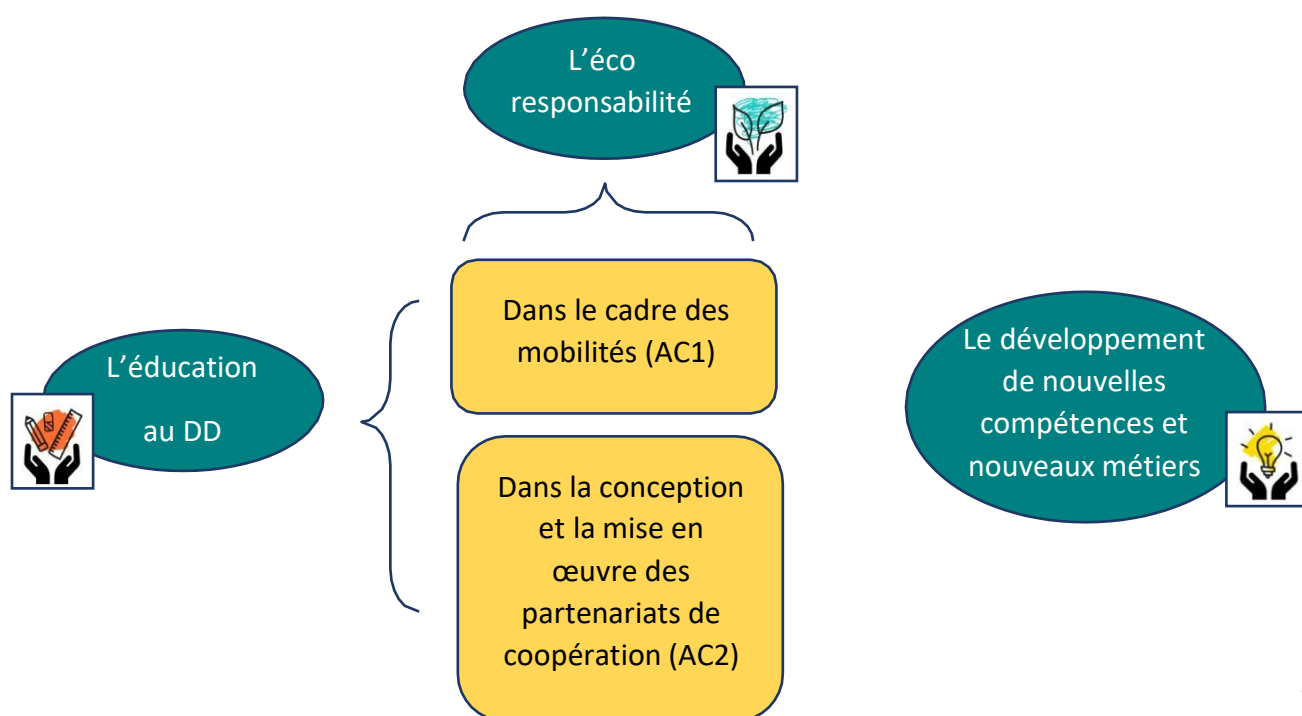 L’éco
responsabilité
Dans le cadre des
mobilités (AC1)
L’éducation
au DD
Le développement
de nouvelles
compétences et
nouveaux métiers
Dans la conception
et la mise en
œuvre des
partenariats de
coopération (AC2)